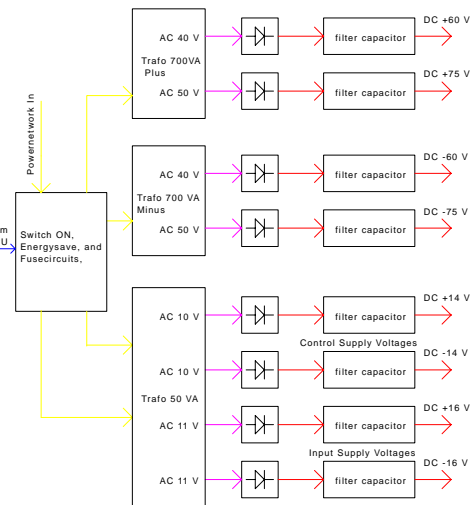 DC +60 V
AC 40 V
filter capacitor
Trafo 700VA
Plus
DC +75 V
AC 50 V
filter capacitor
Powernetwork In
DC -60 V
AC 40 V
filter capacitor
Trafo 700 VA
Minus
DC -75 V
AC 50 V
filter capacitor
m
U
Switch ON,
Energysave, and
Fusecircuits,
DC +14 V
AC 10 V
filter capacitor
Control Supply Voltages
DC -14 V
AC 10 V
filter capacitor
Trafo 50 VA
DC +16 V
AC 11 V
filter capacitor
Input Supply Voltages
DC -16 V
AC 11 V
filter capacitor